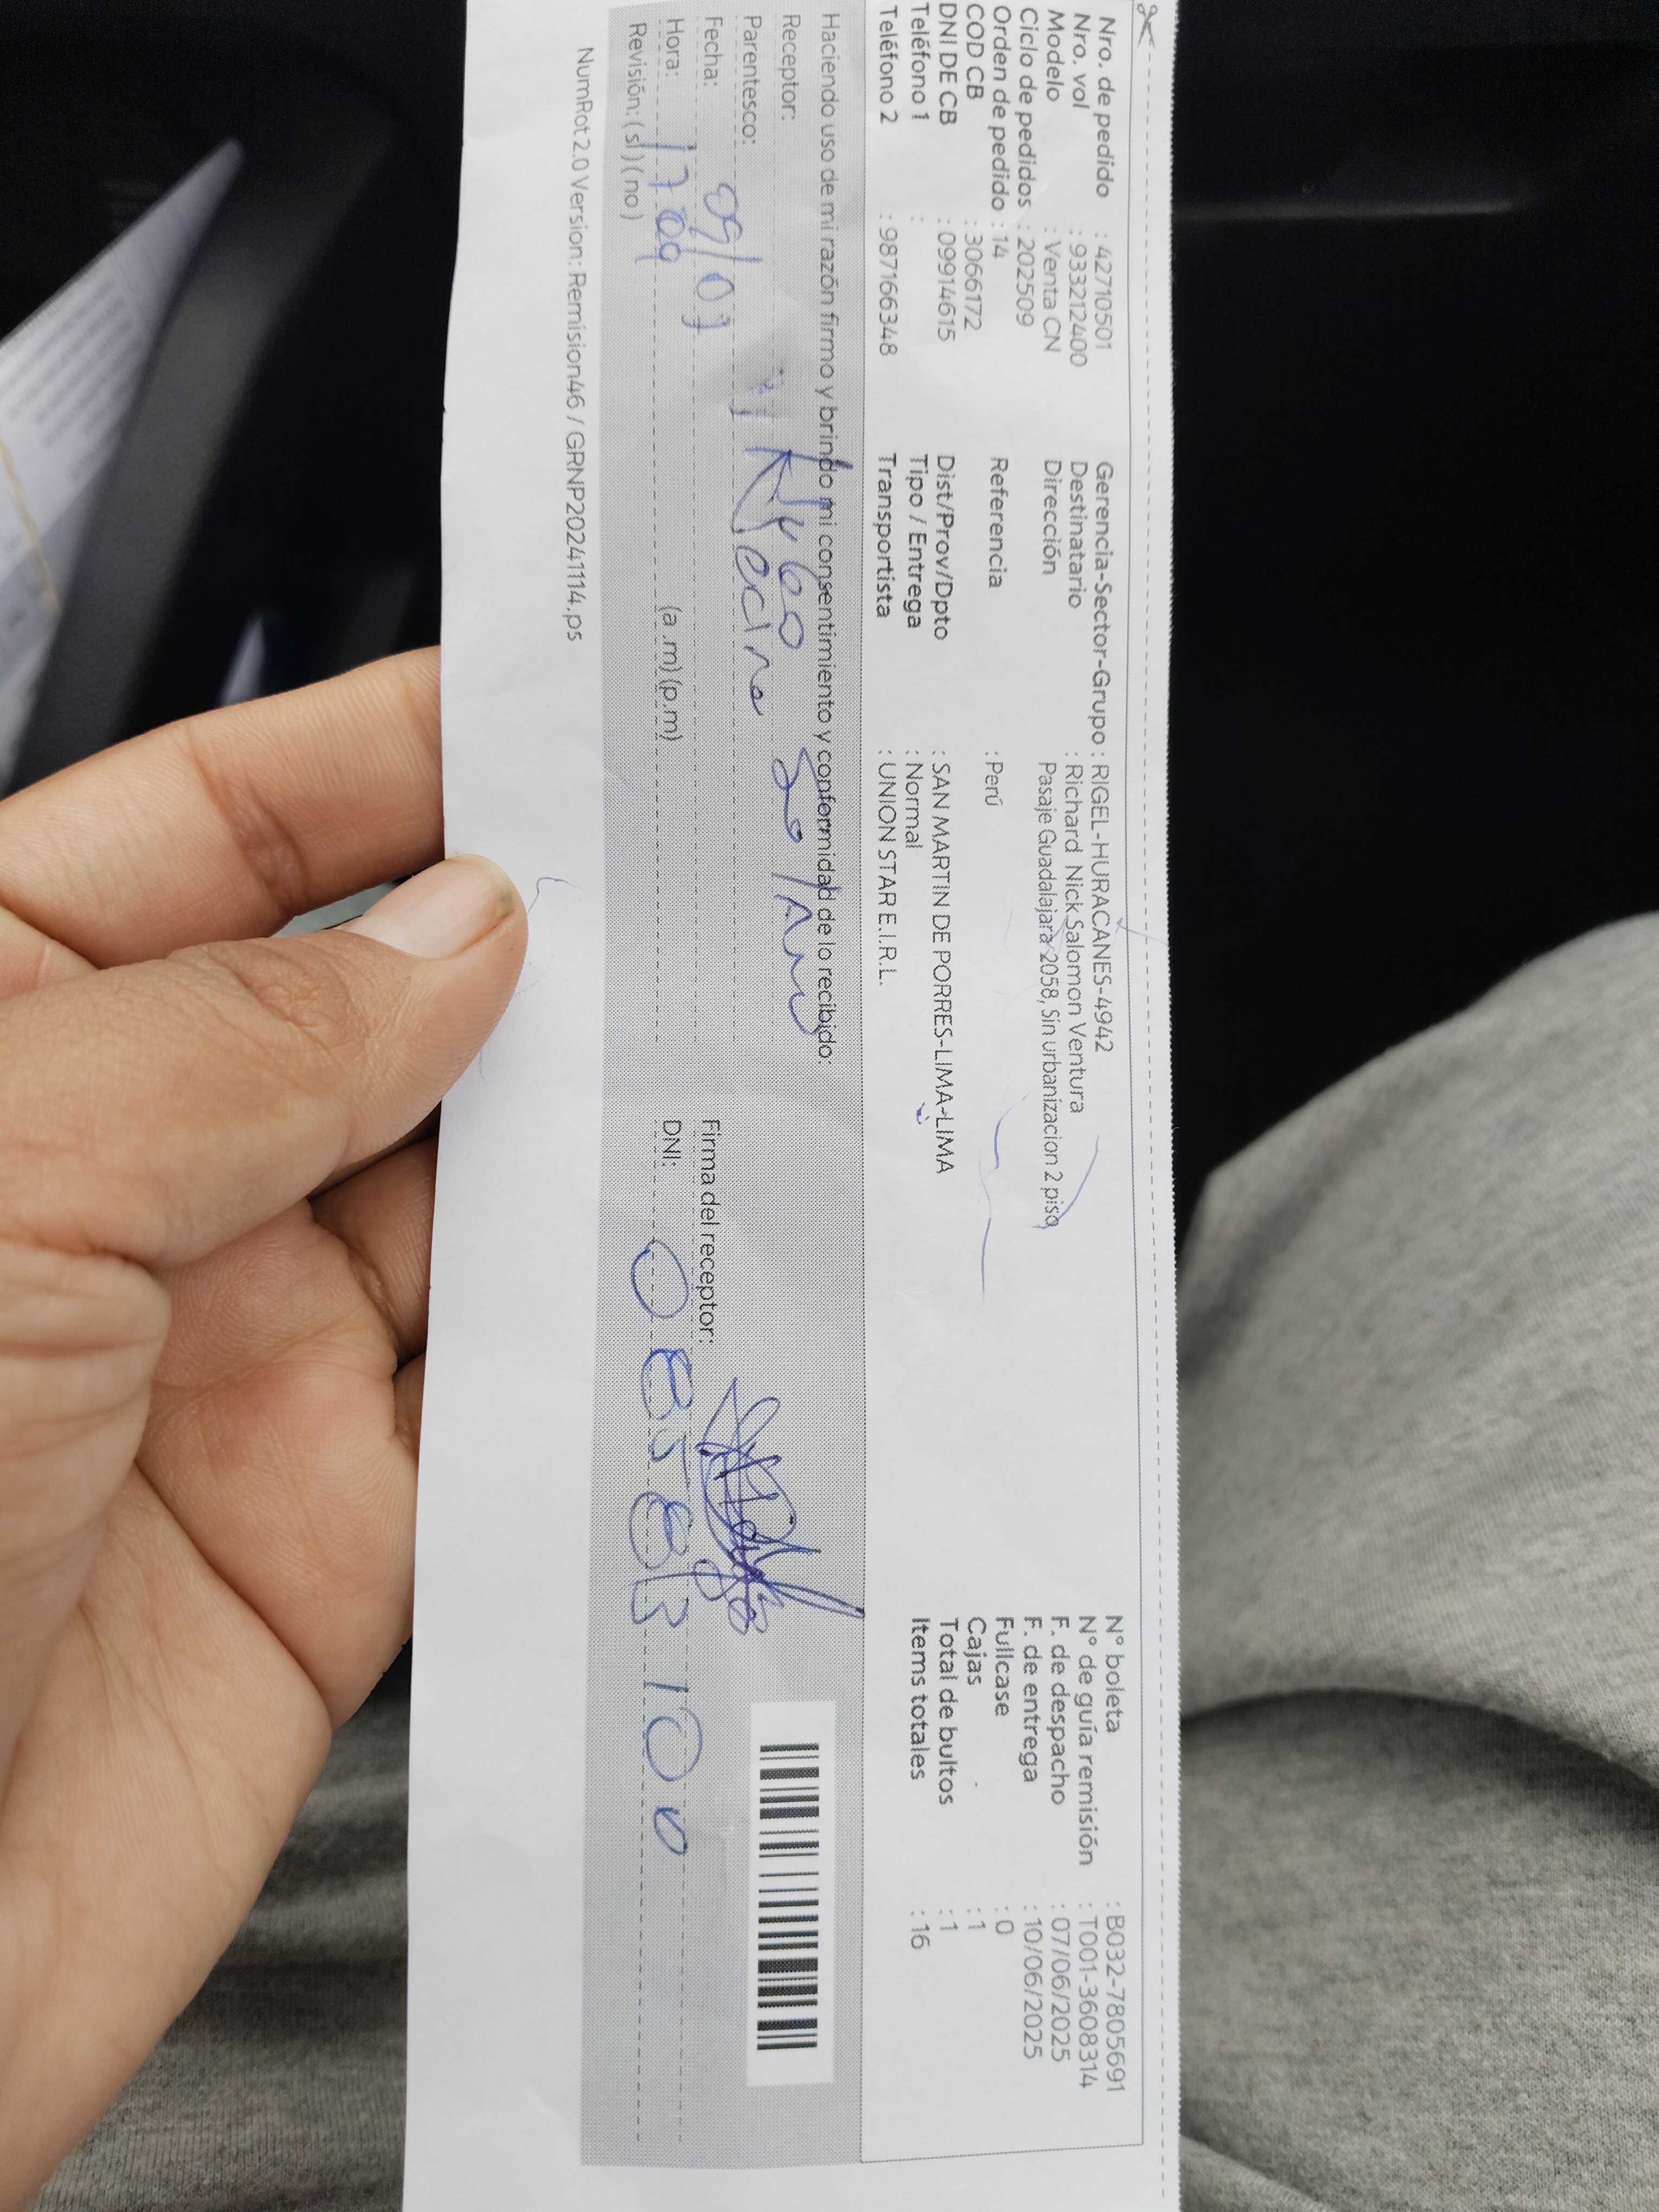 Nro. de pedido : 42710501
Nro. vol : 933212400
Modelo : Venta CN
Ciclo de pedidos : 202509
Orden de pedido : 14
COD CB : 3066172
DNI DE CB : 09914615
Teléfono 1 :
Teléfono 2 : 987166348
Gerencia-Sector-Grupo : RIGEL-HURACANES-4942
Destinatario : Richard Nick Salomon Ventura
Dirección Pasaje Guadalajara 2058, Sin urbanizacion 2 piso
Referencia : Perú
Dist/Prov/Dpto : SAN MARTIN DE PORRES-LIMA-LIMA
Tipo / Entrega : Normal
Transportista : UNION STAR E.I.R.L.
N° boleta : B032-7805691
N° de guía remisión : T001-3608314
F. de despacho : 07/06/2025
F. de entrega : 10/06/2025
Fullcase : 0
Cajas : 1
Total de bultos : 1
Items totales : 16
Haciendo uso de mi razón firmo y brindo mi consentimiento y conformidad de lo recibido:
Receptor:
Parentesco:
Fecha:
Hora: 1709 (a.m) (p.m)
Revisión: ( si ) ( no )
Firma del receptor:
DNI:
NumRot 2.0 Version: Remision46 / GRNP20241114.ps